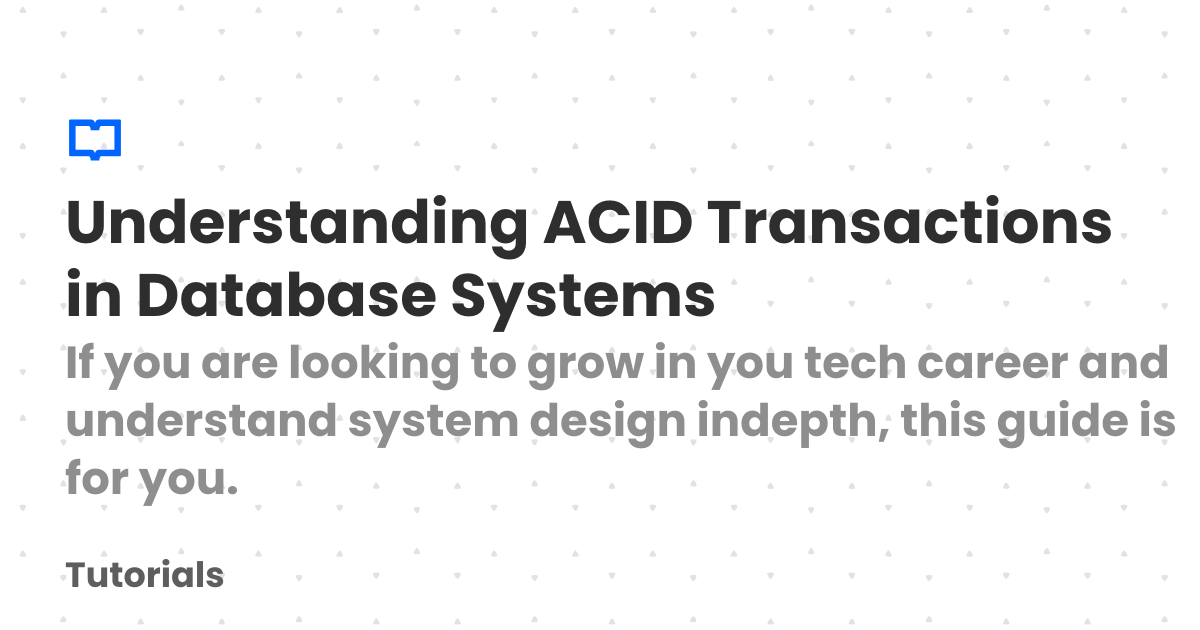 Understanding ACID Transactions
in Database Systems
If you are looking to grow in you tech career and
understand system design indepth, this guide is
for you.
Tutorials